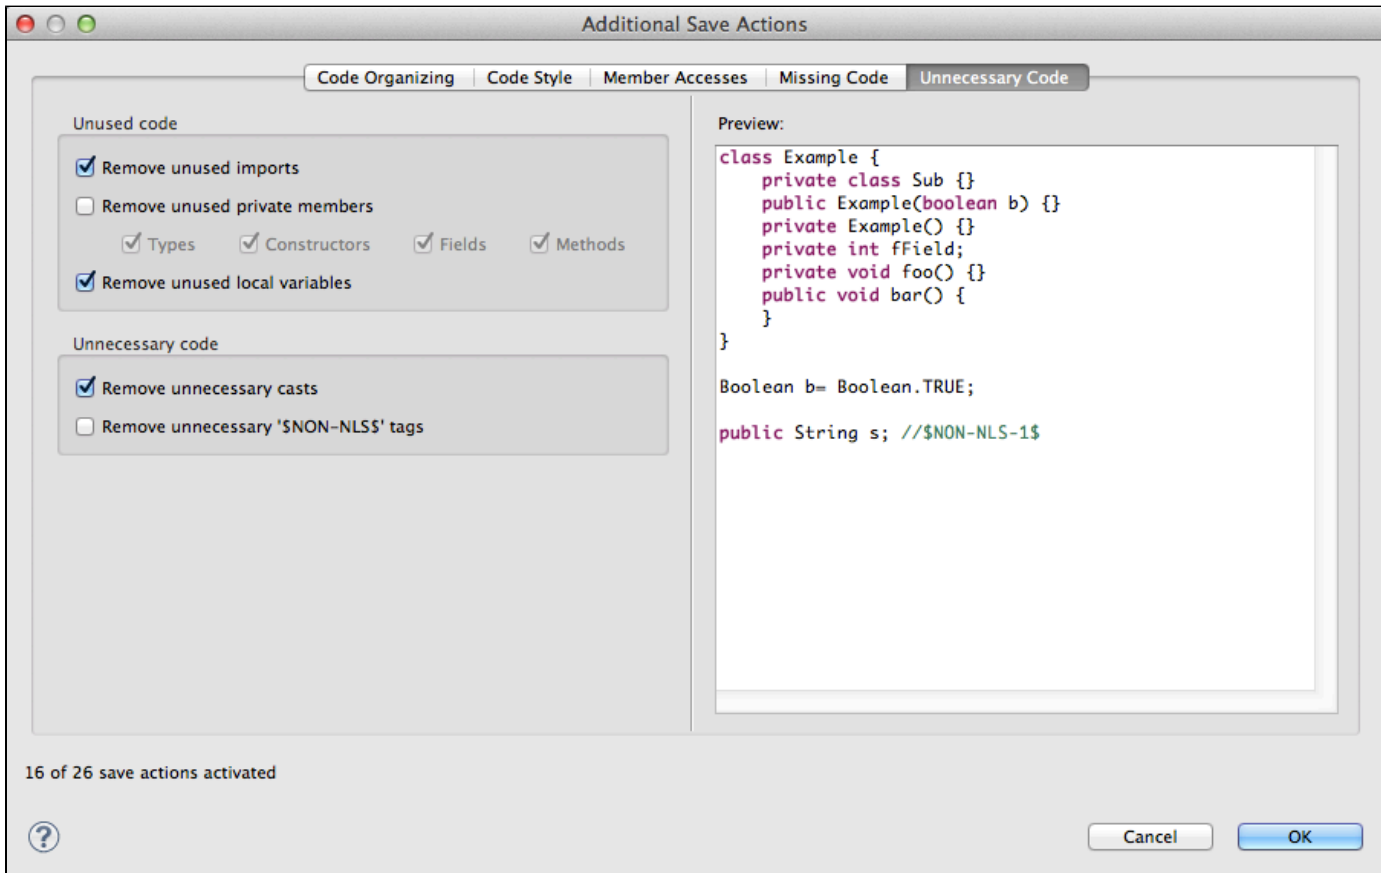 Additional Save Actions
Code Organizing Code Style Member Accesses Missing Code Unnecessary Code
Unused code
Remove unused imports
Remove unused private members
Types Constructors Fields Methods
Remove unused local variables
Unnecessary code
Remove unnecessary casts
Remove unnecessary '$NON-NLS$' tags
Preview:
class Example {
    private class Sub {}
    public Example(boolean b) {}
    private Example() {}
    private int fField;
    private void foo() {}
    public void bar() {
    }
}
Boolean b= Boolean.TRUE;
public String s; //$NON-NLS-1$
16 of 26 save actions activated
?
Cancel OK